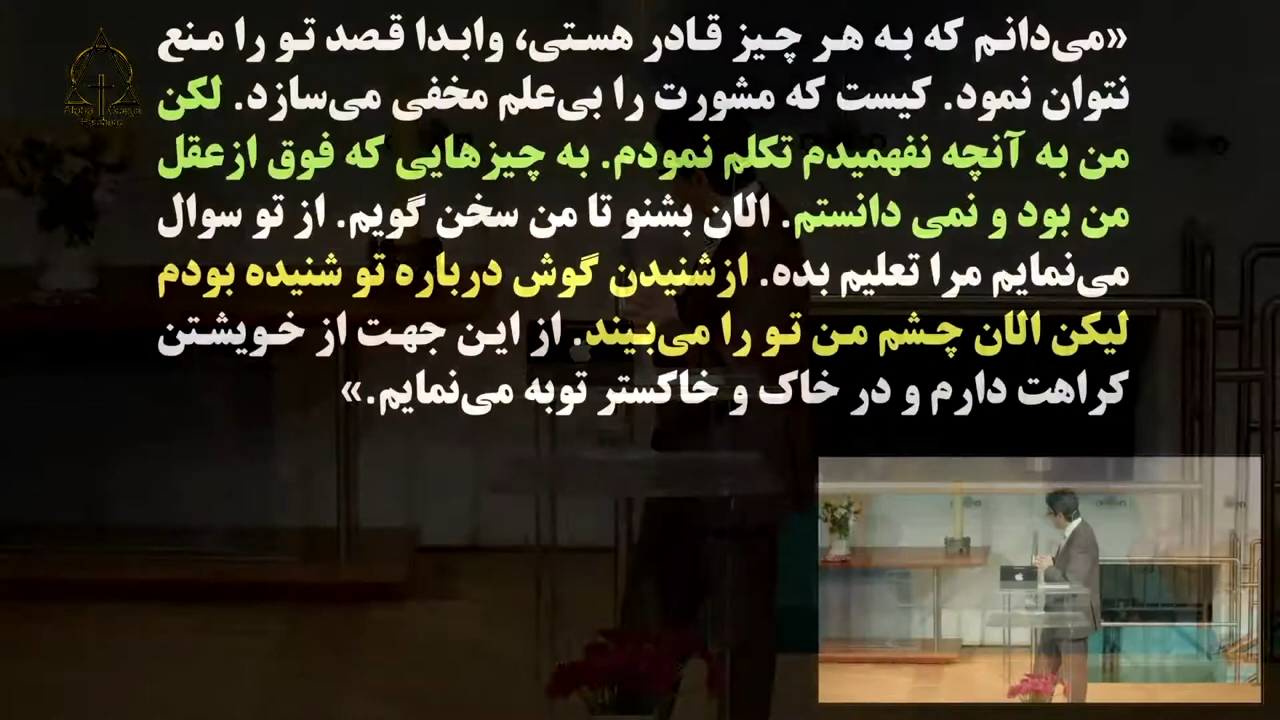 «می‌دانم که به هر چیز قادر هستی، وابدا قصد تو را منع
نتوان نمود. کیست که مشورت را بی‌علم مخفی می‌سازد. لکن
من به آنچه نفهمیدم تکلم نمودم. به چیزهایی که فوق ازعقل
من بود و نمی دانستم. الان بشنو تا من سخن گویم. از تو سوال
می‌نمایم مرا تعلیم بده. ازشنیدن گوش درباره تو شنیده بودم
لیکن الان چشم من تو را می‌بیند. از این جهت از خویشتن
کراهت دارم و در خاک و خاکستر توبه می‌نمایم.»